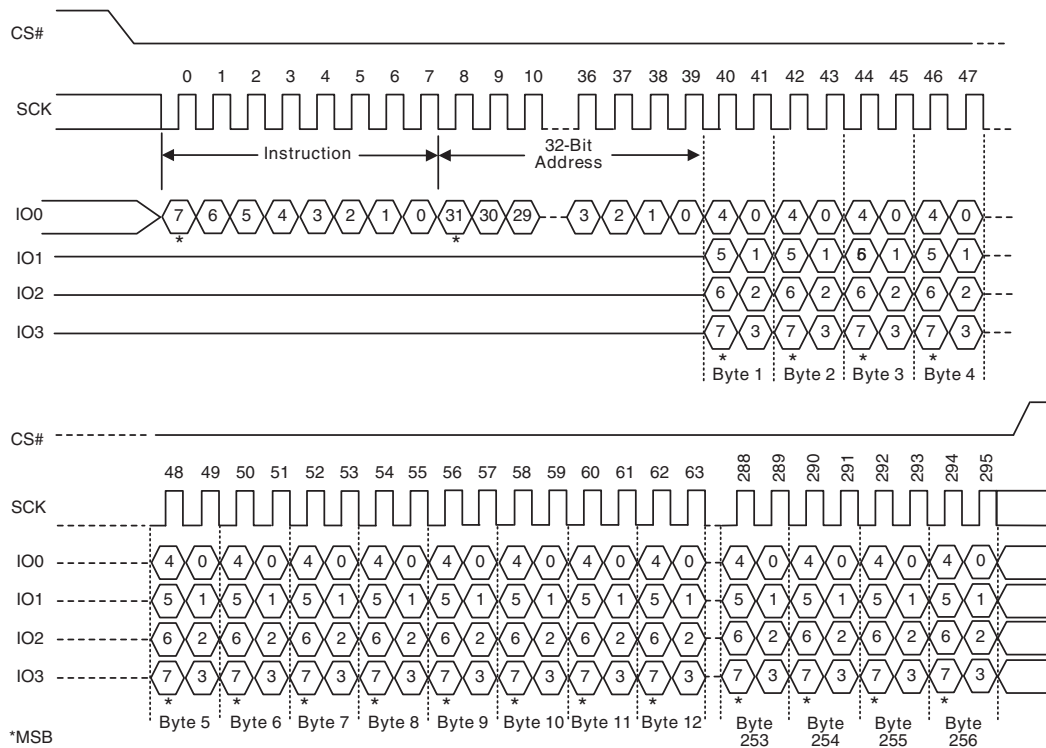 CS#
0 1 2 3 4 5 6 7 8 9 10 36 37 38 39 40 41 42 43 44 45 46 47
SCK
Instruction
32-Bit
Address
IO0 7 6 5 4 3 2 1 0 31 30 29 3 2 1 0 4 0 4 0 4 0 4 0
* *
IO1 5 1 5 1 6 1 5 1
IO2 6 2 6 2 6 2 6 2
IO3 7 3 7 3 7 3 7 3
* * * *
Byte 1 Byte 2 Byte 3 Byte 4
CS#
48 49 50 51 52 53 54 55 56 57 58 59 60 61 62 63 288 289 290 291 292 293 294 295
SCK
IO0 4 0 4 0 4 0 4 0 4 0 4 0 4 0 4 0 4 0 4 0 4 0 4 0
IO1 5 1 5 1 5 1 5 1 5 1 5 1 5 1 5 1 5 1 5 1 5 1 5 1
IO2 6 2 6 2 6 2 6 2 6 2 6 2 6 2 6 2 6 2 6 2 6 2 6 2
IO3 7 3 7 3 7 3 7 3 7 3 7 3 7 3 7 3 7 3 7 3 7 3 7 3
* * * * * * * * * * * *
Byte 5 Byte 6 Byte 7 Byte 8 Byte 9 Byte 10 Byte 11 Byte 12 Byte 253 Byte 254 Byte 255 Byte 256
*MSB